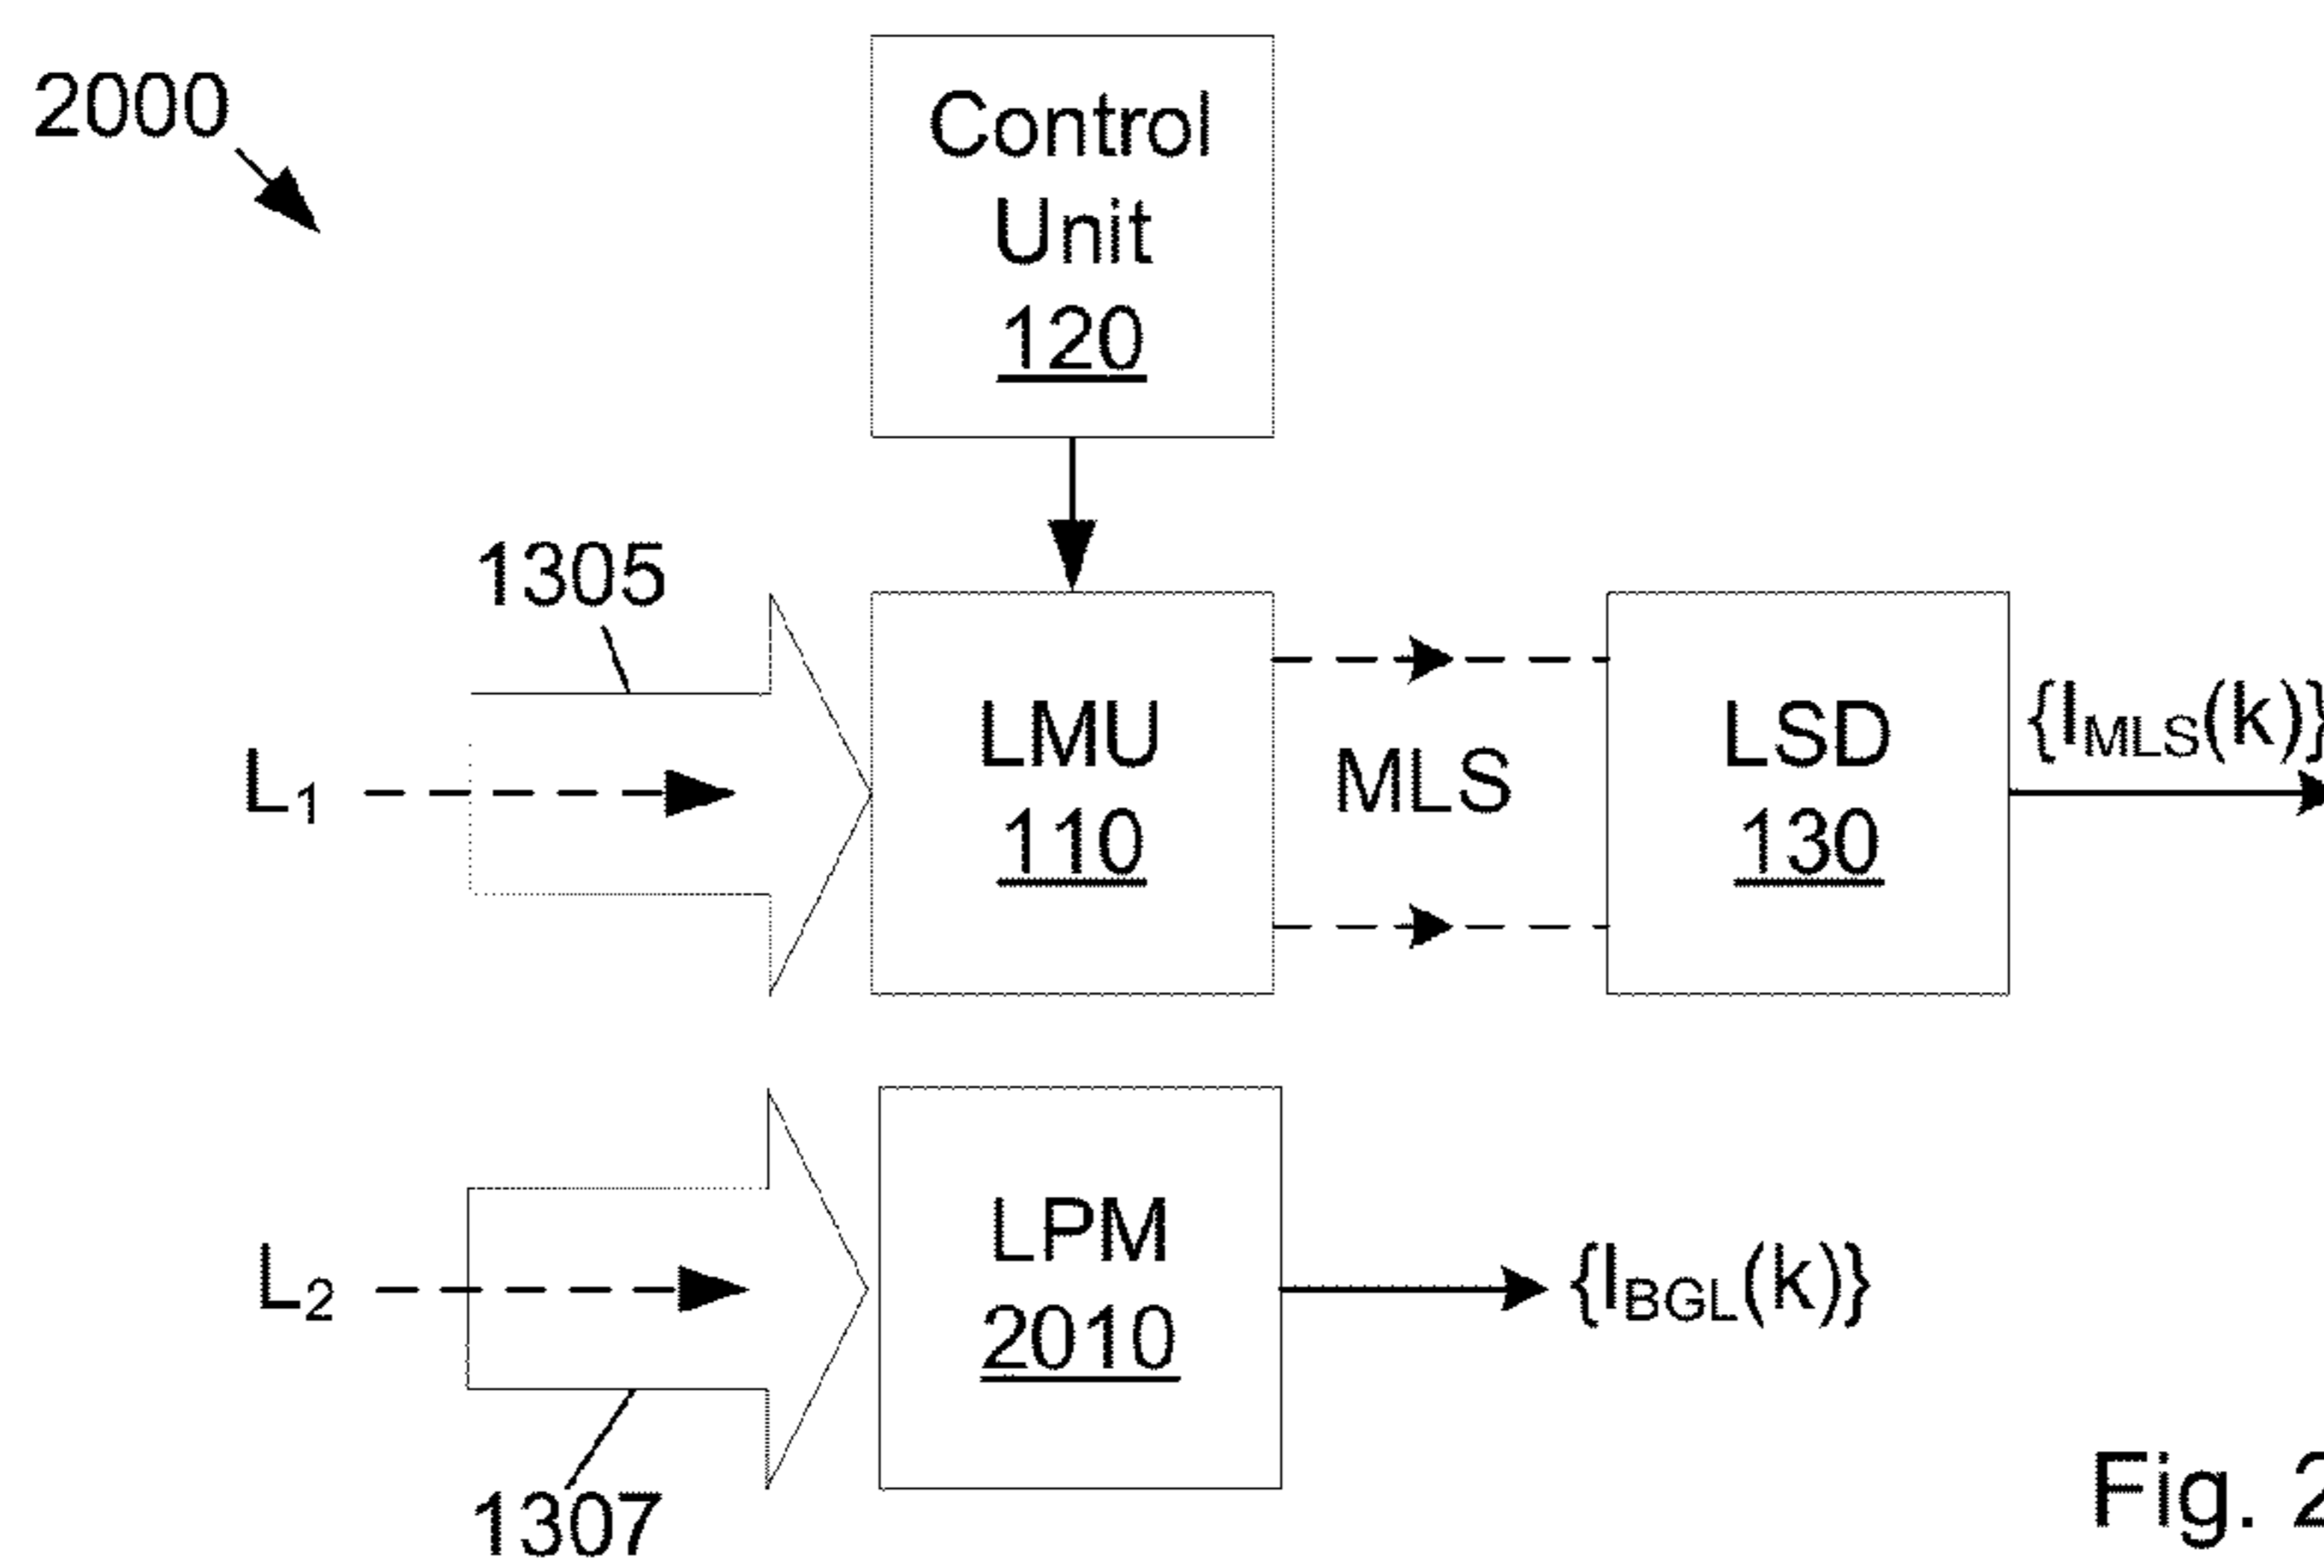 2000
Control
Unit
120
1305
L1
LMU
110
MLS
LSD
130
{IMLS(k)}
L2
LPM
2010
{IBGL(k)}
1307
Fig. 2